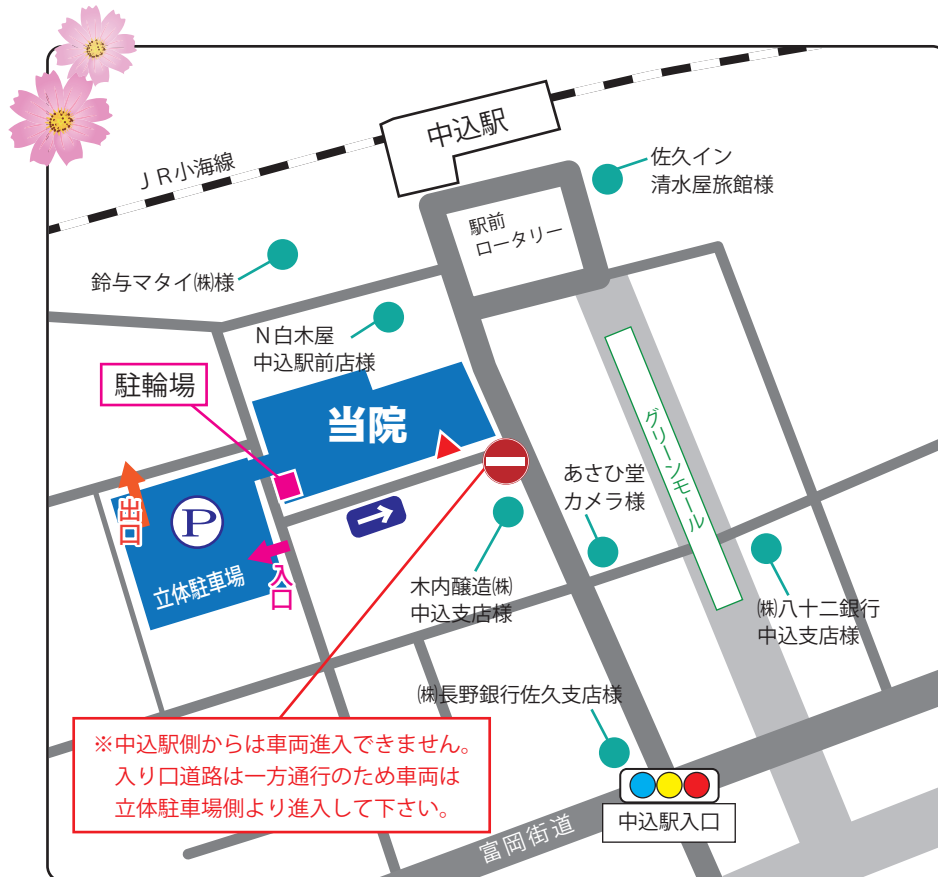 中込駅
JR小海線
佐久イン
清水屋旅館様
駅前
ロータリー
鈴与マタイ㈱様
N白木屋
中込駅前店様
駐輪場
当院
グリーンモール
あさひ堂
カメラ様
出口
P
立体駐車場
入口
木内醸造㈱
中込支店様
㈱八十二銀行
中込支店様
㈱長野銀行佐久支店様
※中込駅側からは車両進入できません。
入り口道路は一方通行のため車両は
立体駐車場側より進入して下さい。
中込駅入口
富岡街道